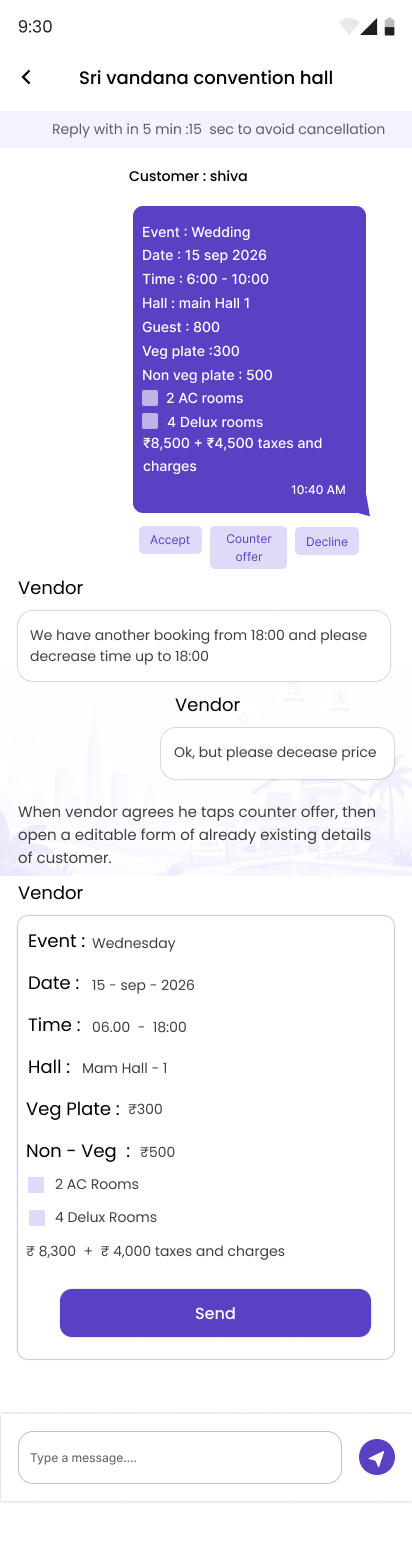 9:30
Sri vandana convention hall
Reply with in 5 min :15 sec to avoid cancellation
Customer : shiva
Event : Wedding
Date : 15 sep 2026
Time : 6:00 - 10:00
Hall : main Hall 1
Guest : 800
Veg plate :300
Non veg plate : 500
2 AC rooms
4 Delux rooms
₹8,500 + ₹4,500 taxes and
charges
10:40 AM
Accept
Counter
offer
Decline
Vendor
We have another booking from 18:00 and please
decrease time up to 18:00
Vendor
Ok, but please decease price
When vendor agrees he taps counter offer, then
open a editable form of already existing details
of customer.
Vendor
Event : Wednesday
Date : 15 - sep - 2026
Time : 06.00 - 18:00
Hall : Mam Hall - 1
Veg Plate : ₹300
Non - Veg : ₹500
2 AC Rooms
4 Delux Rooms
₹ 8,300 + ₹ 4,000 taxes and charges
Send
Type a message....